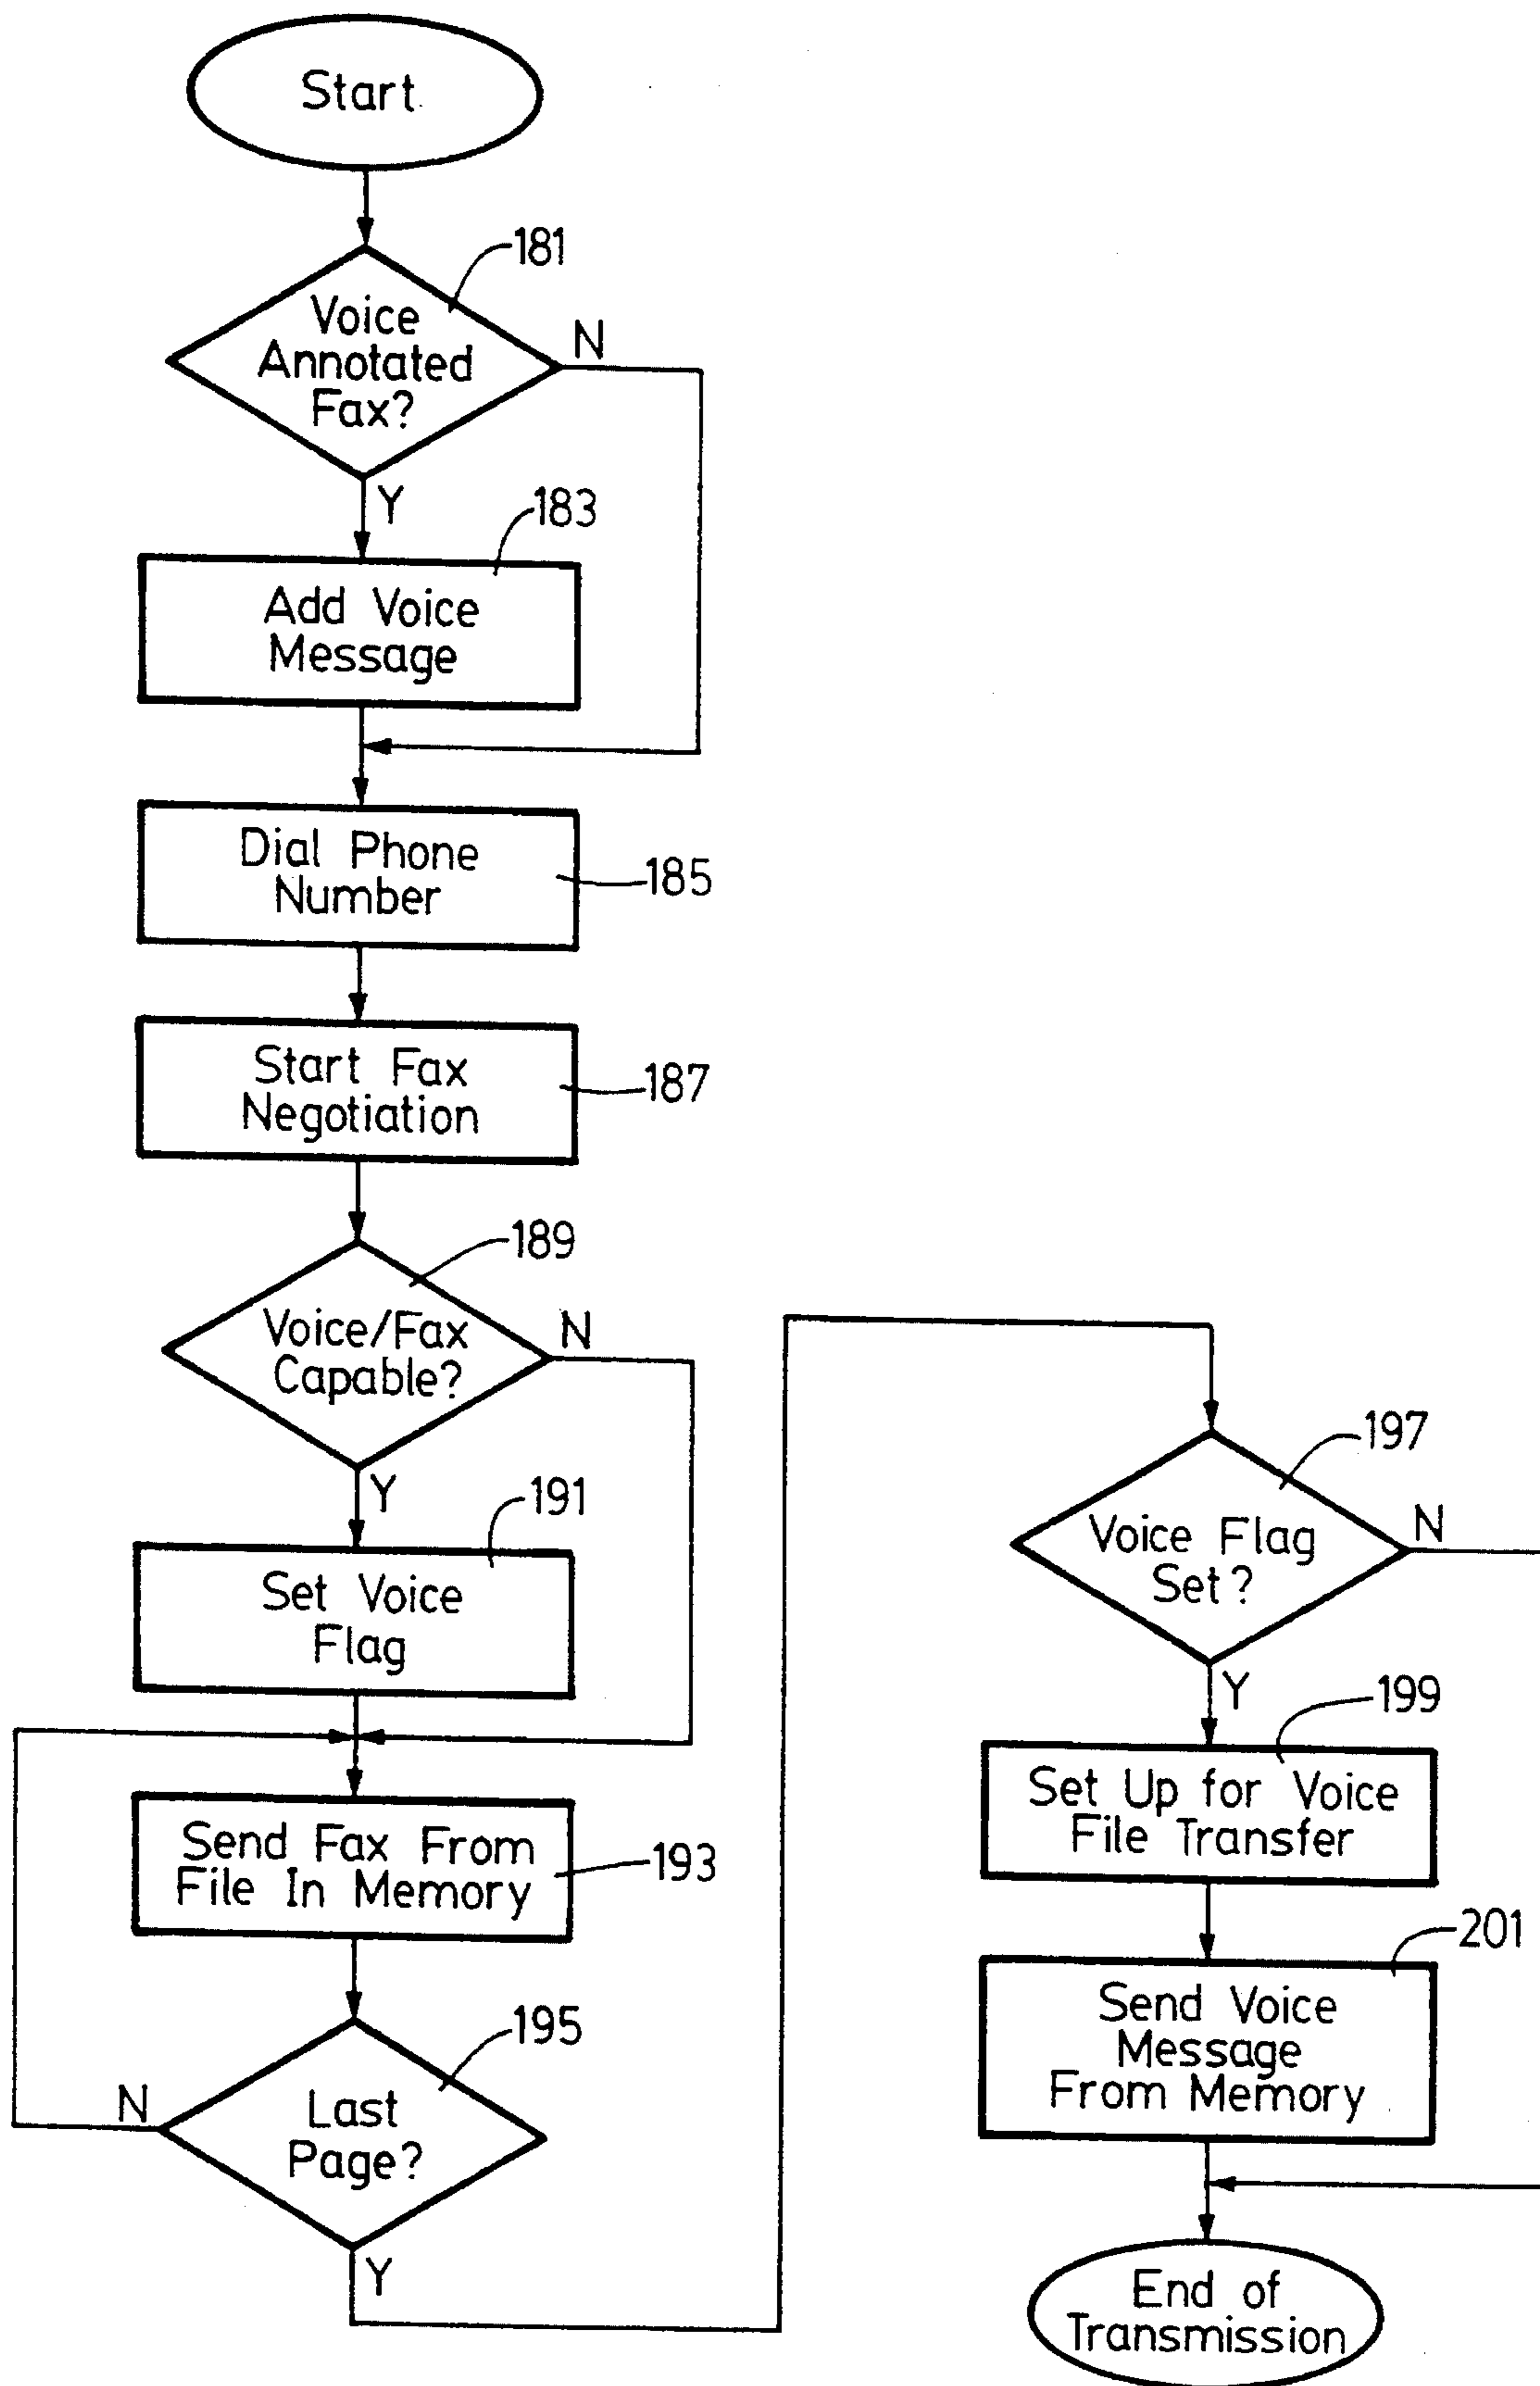 Start
181
Voice
Annotated
Fax?
N
Y
183
Add Voice
Message
Dial Phone
Number
185
Start Fax
Negotiation
187
189
Voice/Fax
Capable?
N
Y
191
Set Voice
Flag
Send Fax From
File In Memory
193
195
Last
Page?
N
Y
197
Voice Flag
Set?
N
Y
199
Set Up for Voice
File Transfer
201
Send Voice
Message
From Memory
End of
Transmission